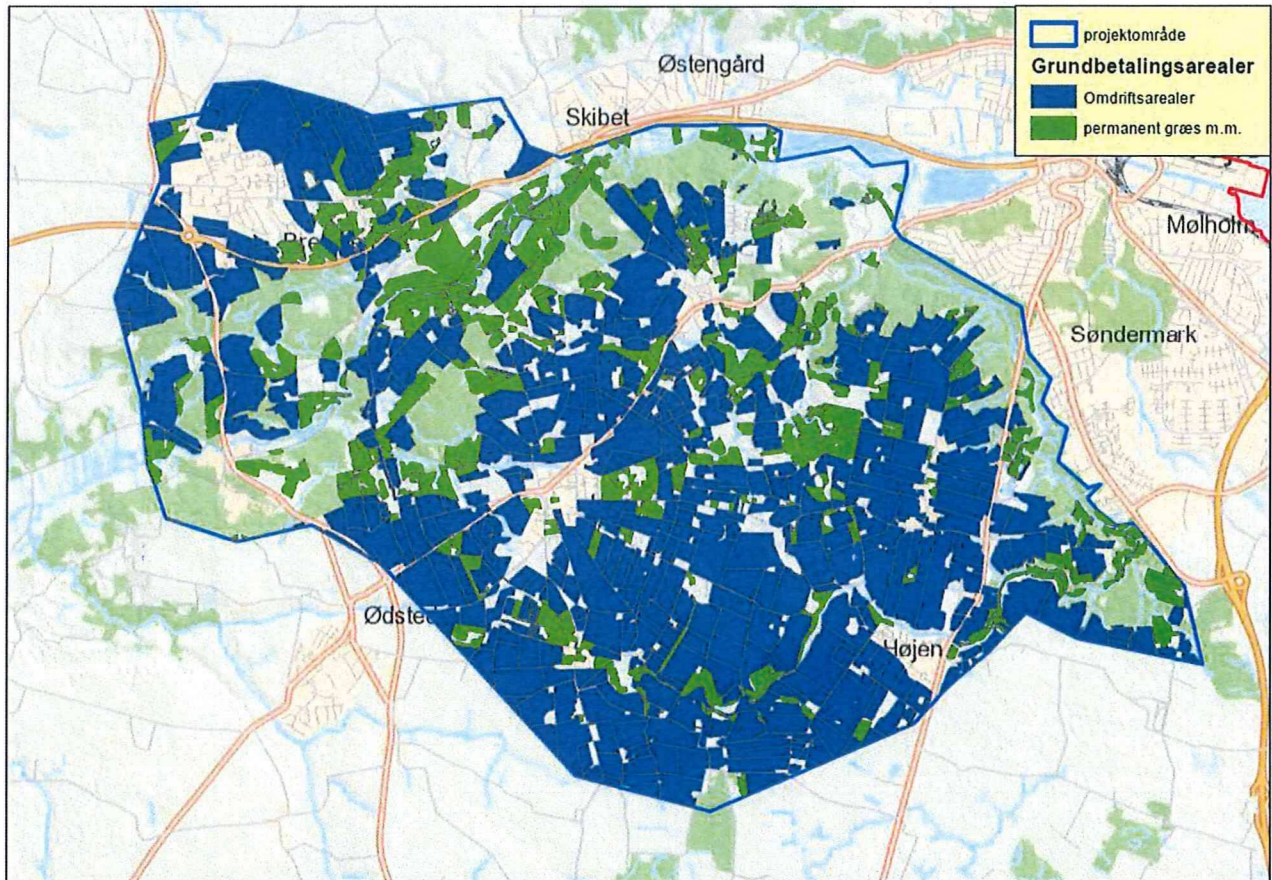 projektområde
Grundbetalingsarealer
Omdriftsarealer
permanent græs m.m.
Østengård
Skibet
Mølholm
Søndermark
Højen